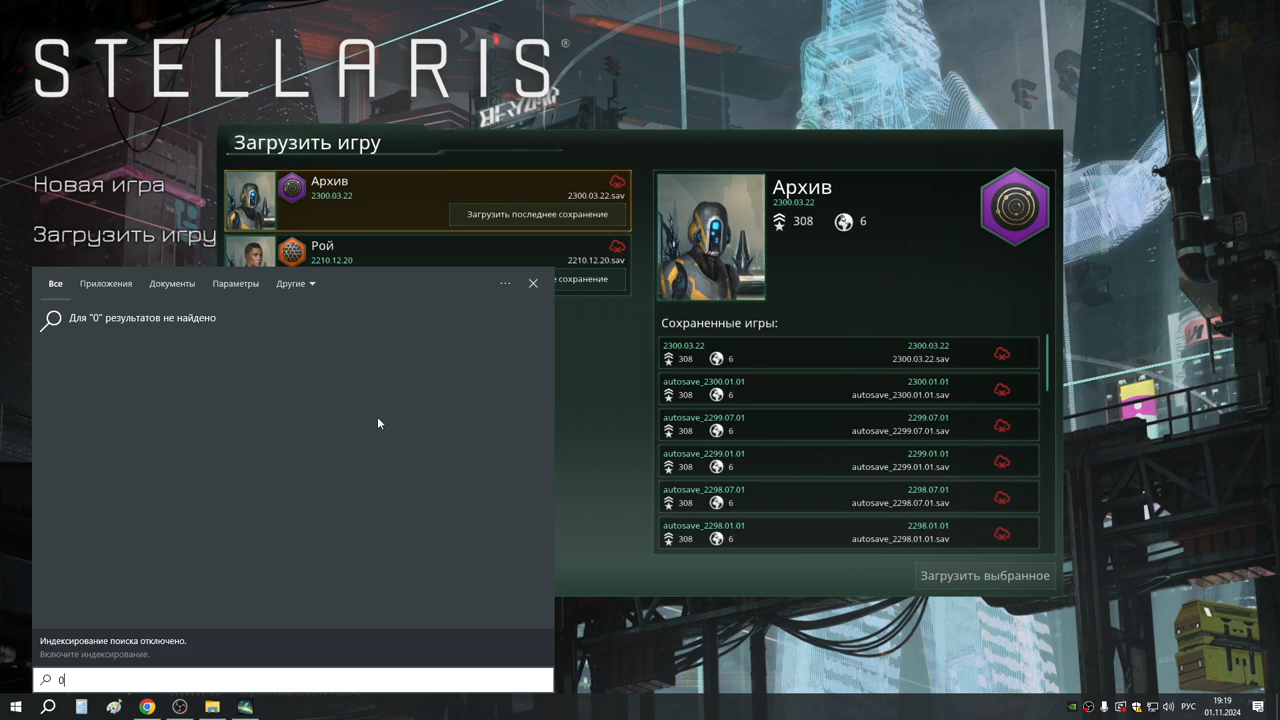 STELLARIS®
Новая игра
Загрузить игру
Загрузить игру
Архив
2300.03.22
2300.03.22.sav
Загрузить последнее сохранение
Рой
2210.12.20
2210.12.20.sav
е сохранение
Архив
2300.03.22
308 6
Сохраненные игры:
2300.03.22 2300.03.22
308 6 2300.03.22.sav
autosave_2300.01.01 2300.01.01
308 6 autosave_2300.01.01.sav
autosave_2299.07.01 2299.07.01
308 6 autosave_2299.07.01.sav
autosave_2299.01.01 2299.01.01
308 6 autosave_2299.01.01.sav
autosave_2298.07.01 2298.07.01
308 6 autosave_2298.07.01.sav
autosave_2298.01.01 2298.01.01
308 6 autosave_2298.01.01.sav
Загрузить выбранное
Все Приложения Документы Параметры Другие
Для "0" результатов не найдено
Индексирование поиска отключено.
Включите индексирование.
0
РУС
19:19
01.11.2024